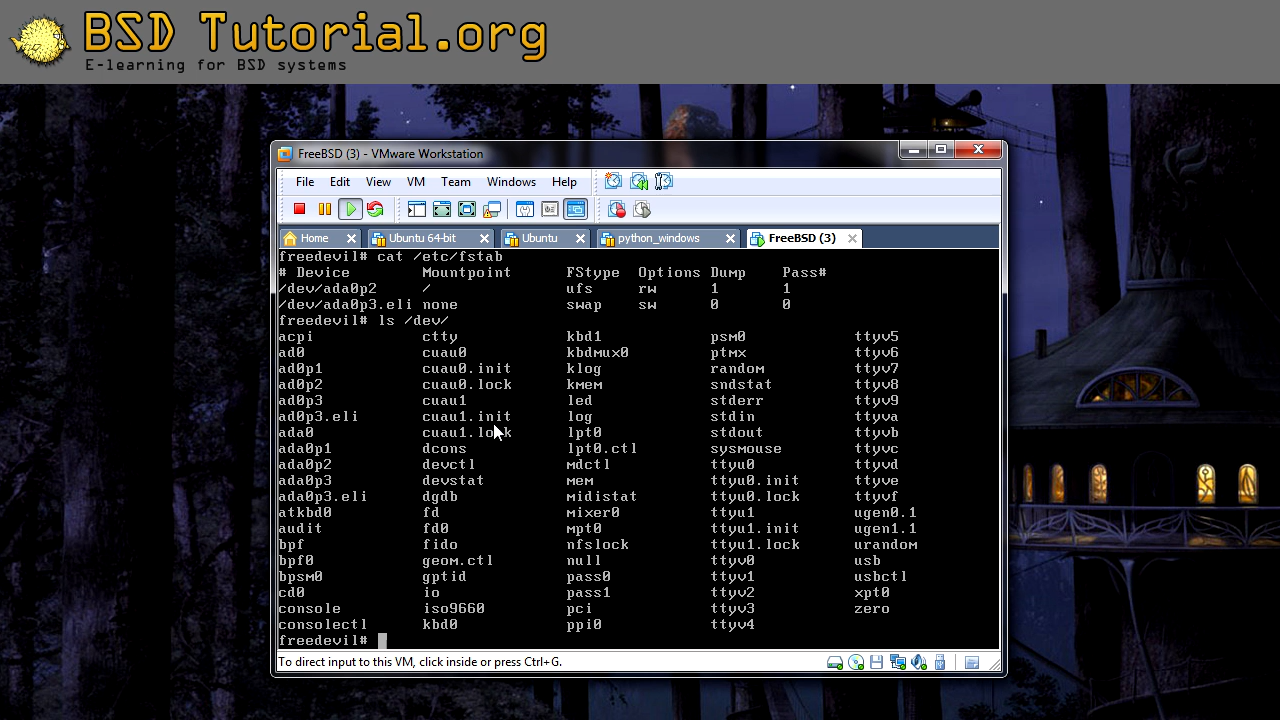 BSD Tutorial.org
E-learning for BSD systems
FreeBSD (3) - VMware Workstation
File Edit View VM Team Windows Help
Home Ubuntu 64-bit Ubuntu python_windows FreeBSD (3)
freedevil# cat /etc/fstab
# Device Mountpoint FStype Options Dump Pass#
/dev/ada0p2 / ufs rw 1 1
/dev/ada0p3.eli none swap sw 0 0
freedevil# ls /dev/
acpi ctty kbd1 psm0 ttyv5
ad0 cuau0 kbdmux0 ptmx ttyv6
ad0p1 cuau0.init klog random ttyv7
ad0p2 cuau0.lock kmem sndstat ttyv8
ad0p3 cuau1 led stderr ttyv9
ad0p3.eli cuau1.init log stdin ttyva
ada0 cuau1.lock lpt0 stdout ttyvb
ada0p1 dcons lpt0.ctl sysmouse ttyvc
ada0p2 devctl mdctl ttyu0 ttyvd
ada0p3 devstat mem ttyu0.init ttyve
ada0p3.eli dgdb midistat ttyu0.lock ttyvf
atkbd0 fd mixer0 ttyu1 ugen0.1
audit fd0 mpt0 ttyu1.init ugen1.1
bpf fido nfslock ttyu1.lock urandom
bpf0 geom.ctl null ttyv0 usb
bpsm0 gptid pass0 ttyv1 usbctl
cd0 io pass1 ttyv2 xpt0
console iso9660 pci ttyv3 zero
consolectl kbd0 ppi0 ttyv4
freedevil#
To direct input to this VM, click inside or press Ctrl+G.